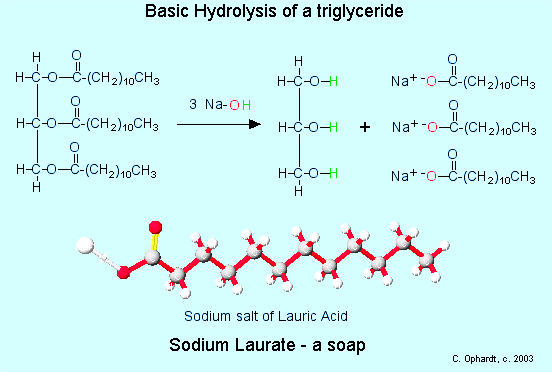 Basic Hydrolysis of a triglyceride
H
H-C-O-C-(CH2)10CH3
O
H-C-O-C-(CH2)10CH3
O
H-C-O-C-(CH2)10CH3
O
H
3 Na-OH
H
H-C-O-H
H-C-O-H
H-C-O-H
H
+
O
Na+ -O-C-(CH2)10CH3
O
Na+ -O-C-(CH2)10CH3
O
Na+ -O-C-(CH2)10CH3
Sodium salt of Lauric Acid
Sodium Laurate - a soap
C. Ophardt, c. 2003